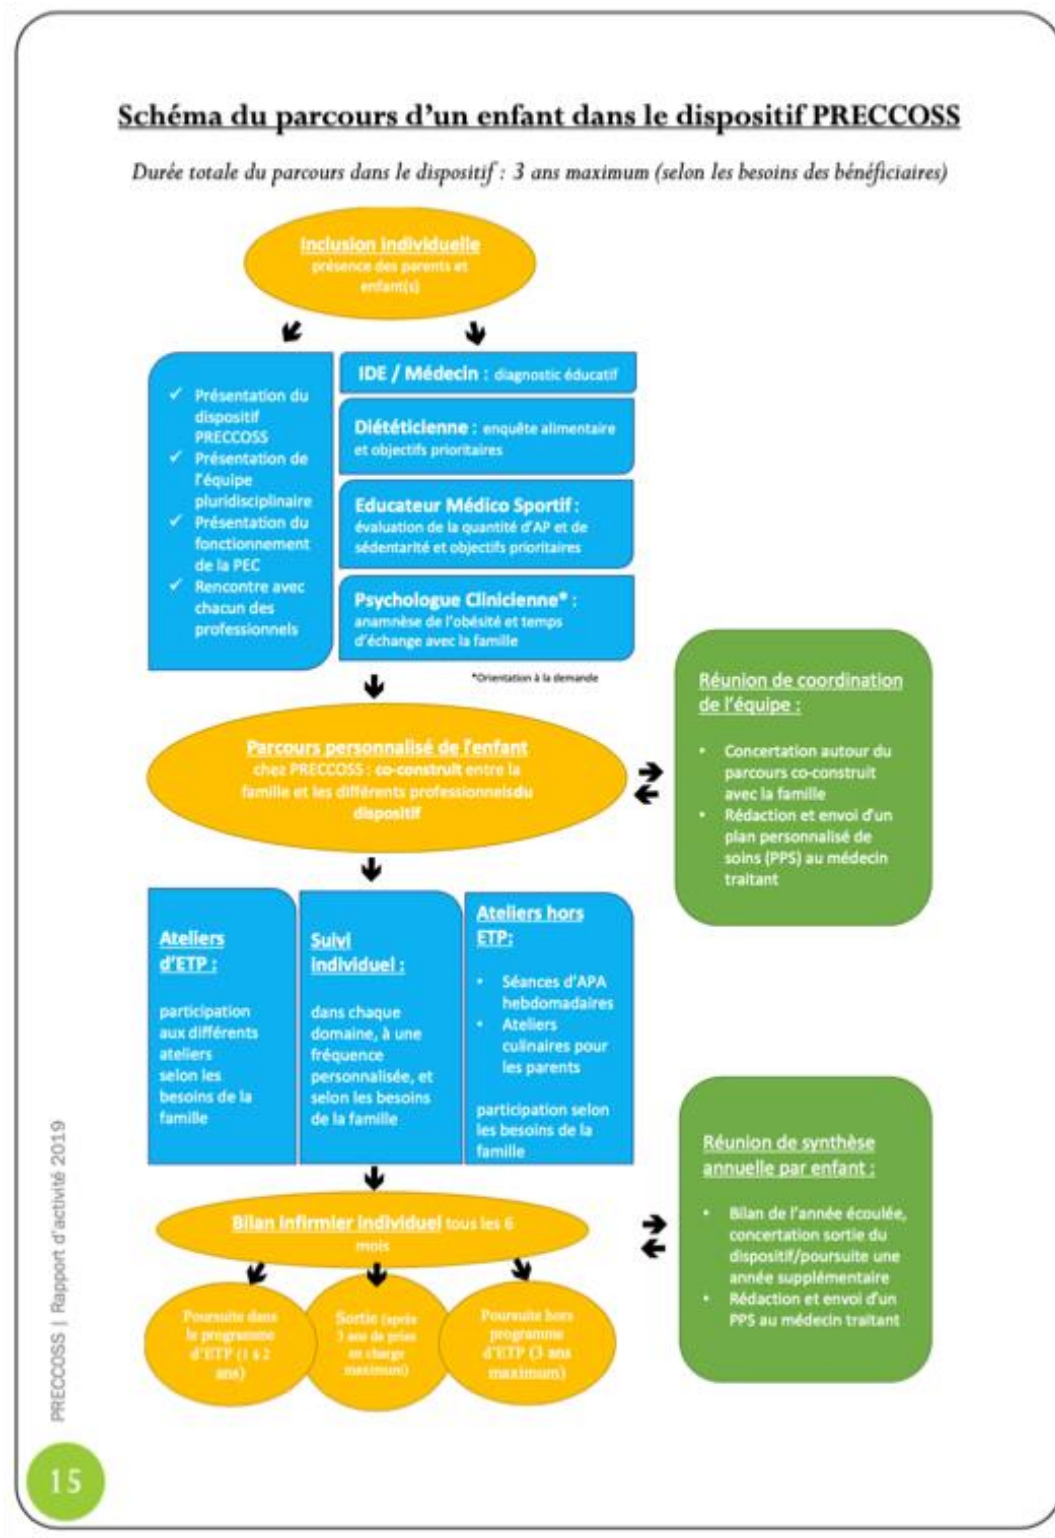 Schéma du parcours d'un enfant dans le dispositif PRECCOSS
Durée totale du parcours dans le dispositif : 3 ans maximum (selon les besoins des bénéficiaires)
Inclusion individuelle
présence des parents et
enfant(s)
✓ Présentation du
dispositif
PRECCOSS
✓ Présentation de
l'équipe
pluridisciplinaire
✓ Présentation du
fonctionnement
de la PEC
✓ Rencontre avec
chacun des
professionnels
IDE / Médecin : diagnostic éducatif
Diététicienne : enquête alimentaire
et objectifs prioritaires
Educateur Médico Sportif :
évaluation de la quantité d'AP et de
sédentarité et objectifs prioritaires
Psychologue Clinicienne* :
anamnèse de l'obésité et temps
d'échange avec la famille
*Orientation à la demande
Parcours personnalisé de l'enfant
chez PRECCOSS : co-construit entre la
famille et les différents professionnelsdu
dispositif
Réunion de coordination
de l'équipe :
• Concertation autour du
parcours co-construit
avec la famille
• Rédaction et envoi d'un
plan personnalisé de
soins (PPS) au médecin
traitant
Ateliers
d'ETP :
participation
aux différents
ateliers
selon les
besoins de la
famille
Suivi
individuel :
dans chaque
domaine, à une
fréquence
personnalisée, et
selon les besoins
de la famille
Ateliers hors
ETP:
• Séances d'APA
hebdomadaires
• Ateliers
culinaires pour
les parents
participation selon
les besoins de la
famille
Bilan infirmier individuel tous les 6
mois
Réunion de synthèse
annuelle par enfant :
• Bilan de l'année écoulée,
concertation sortie du
dispositif/poursuite une
année supplémentaire
• Rédaction et envoi d'un
PPS au médecin traitant
Poursuite dans
le programme
d'ETP (1 à 2
ans)
Sortie (après
3 ans de prise
en charge
maximum)
Poursuite hors
programme
d'ETP (3 ans
maximum)
PRECCOSS | Rapport d'activité 2019
15